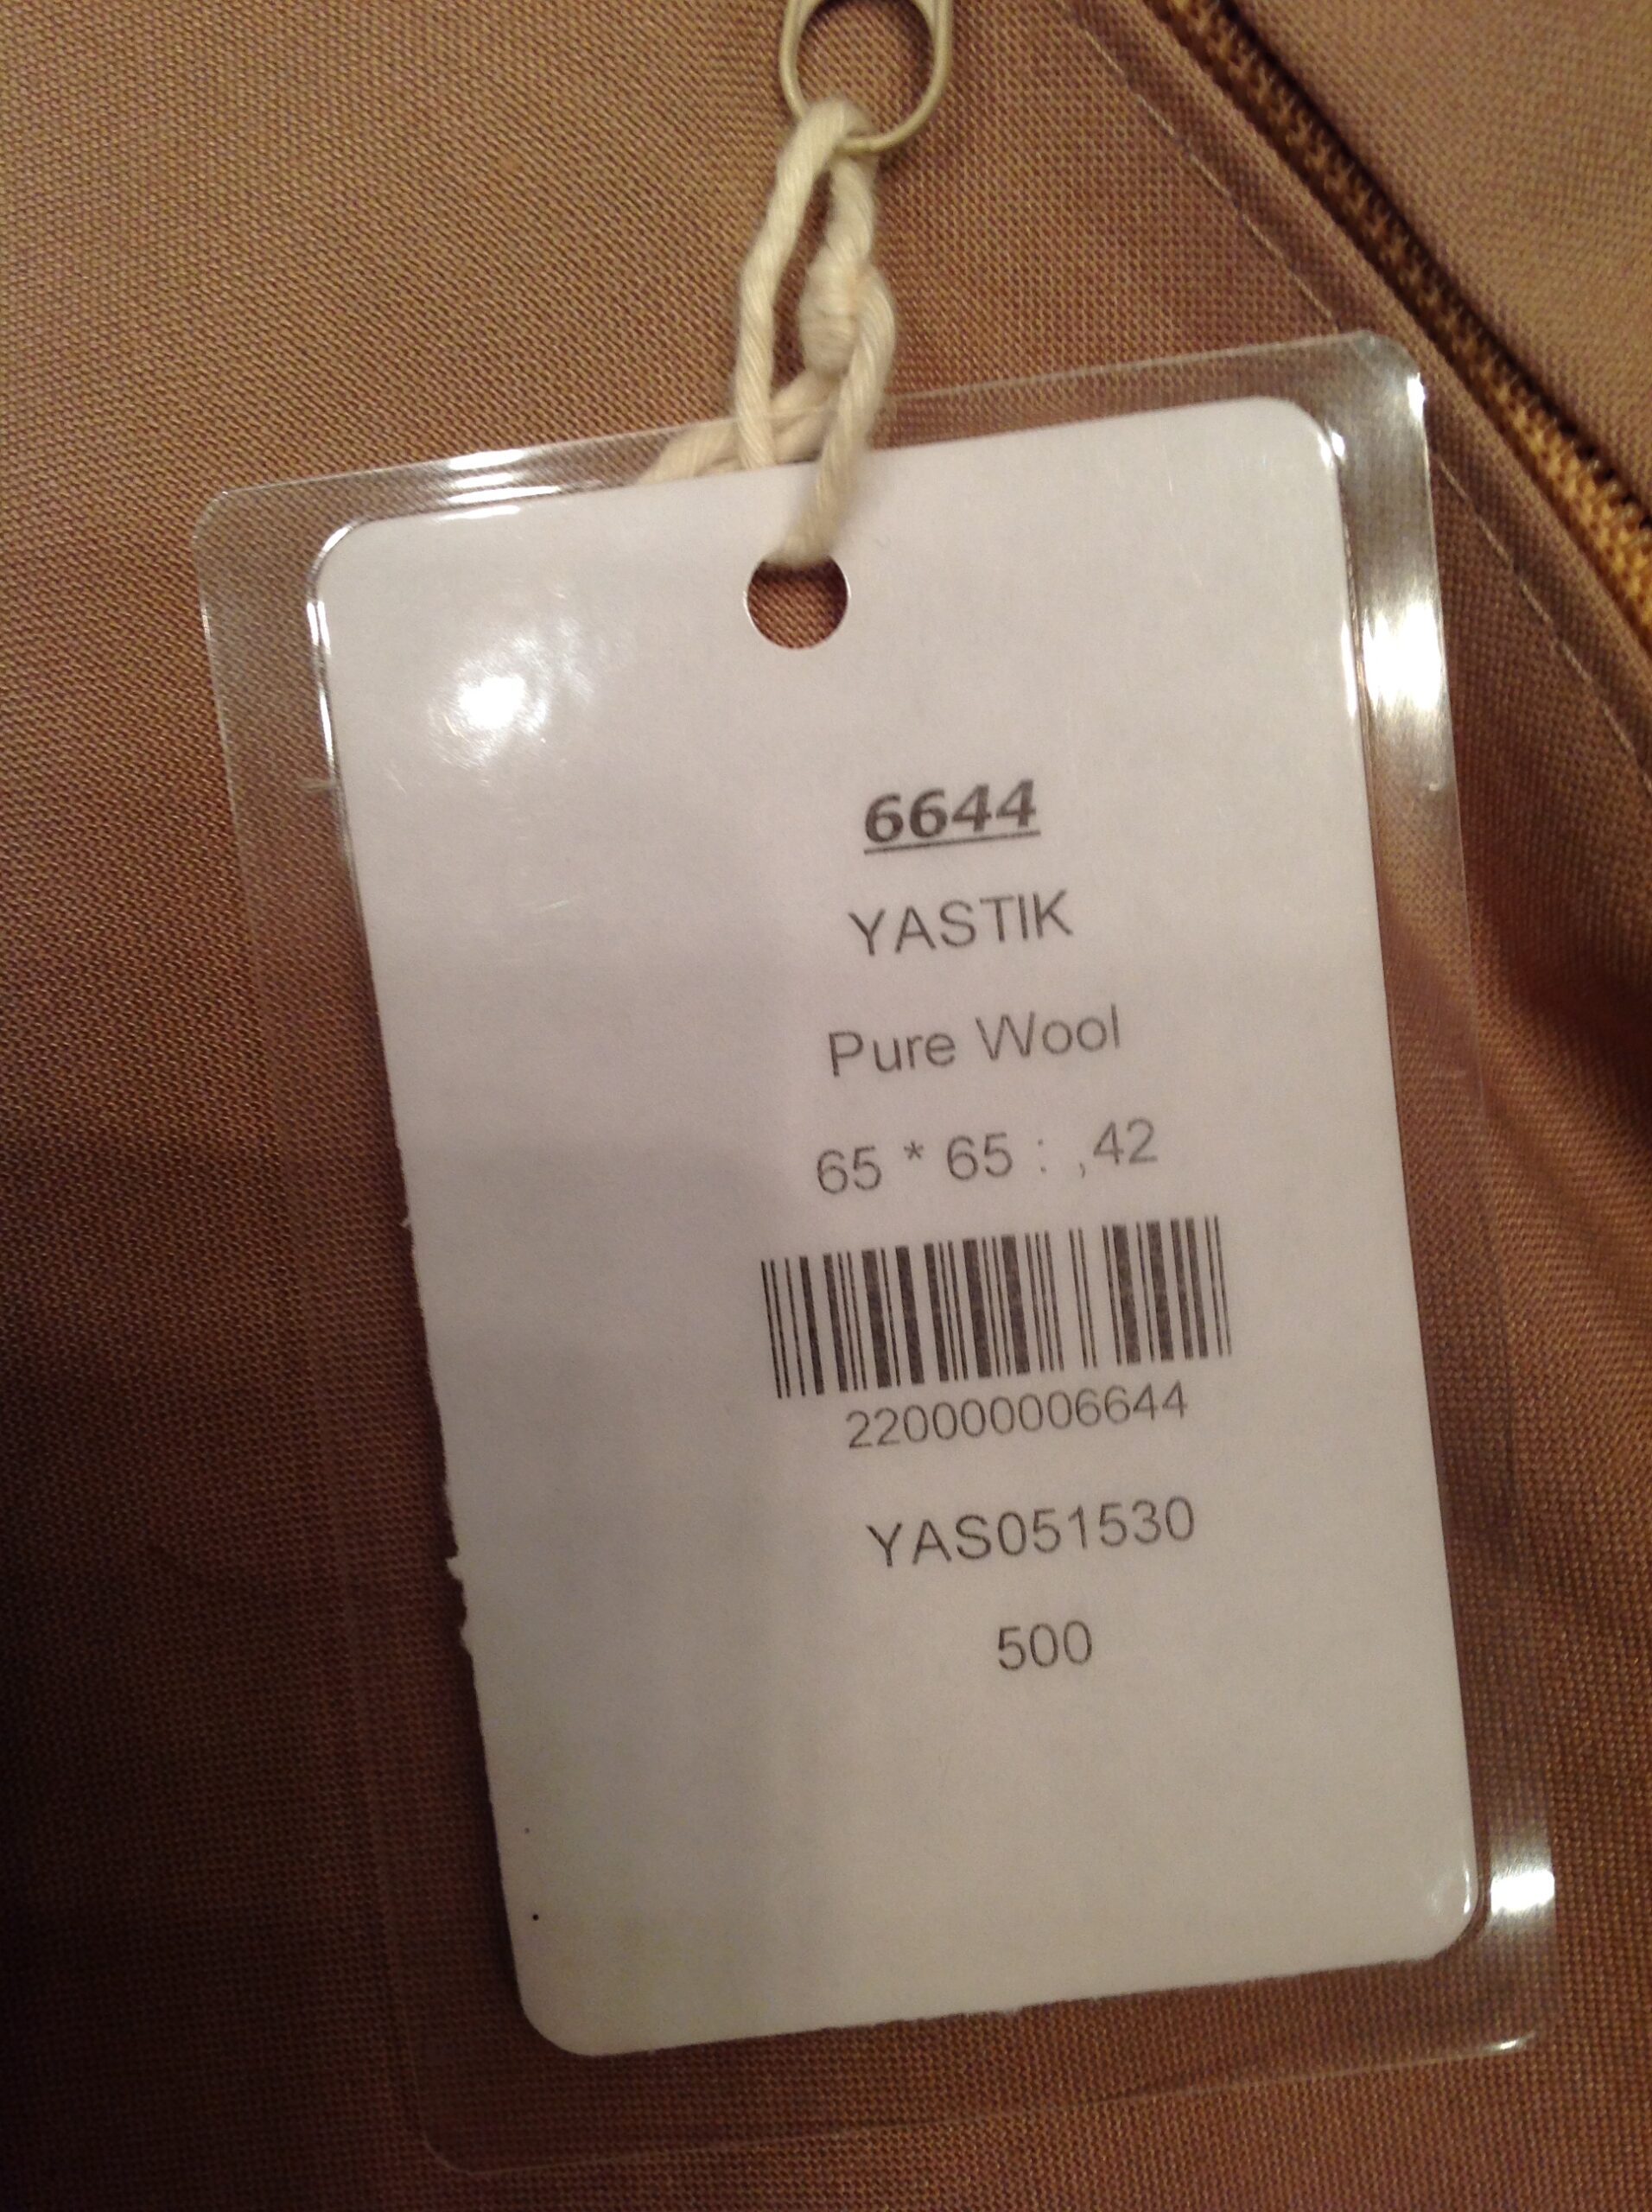 6644
YASTIK
Pure Wool
65 * 65 : ,42
220000006644
YAS051530
500